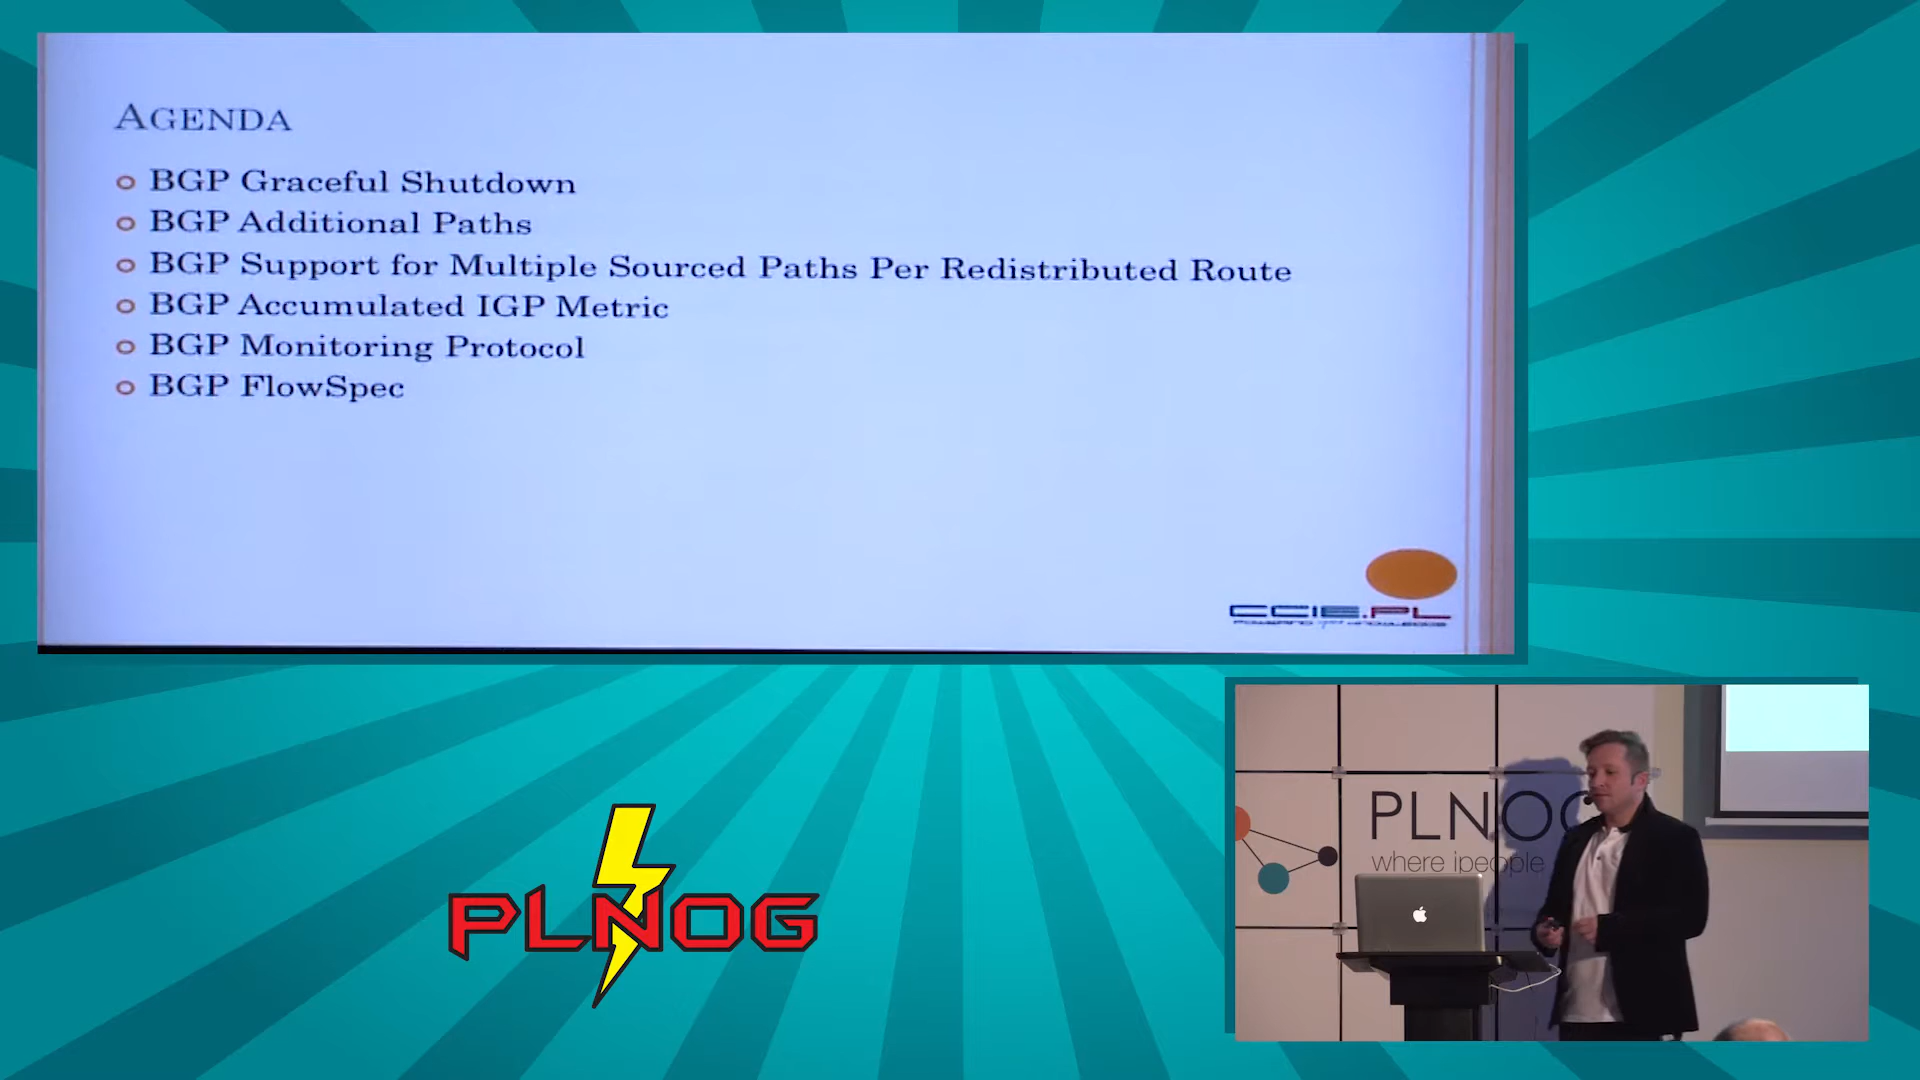 AGENDA
BGP Graceful Shutdown
BGP Additional Paths
BGP Support for Multiple Sourced Paths Per Redistributed Route
BGP Accumulated IGP Metric
BGP Monitoring Protocol
BGP FlowSpec
CCIE.PL
PLNOG
where ipeople
PLNOG